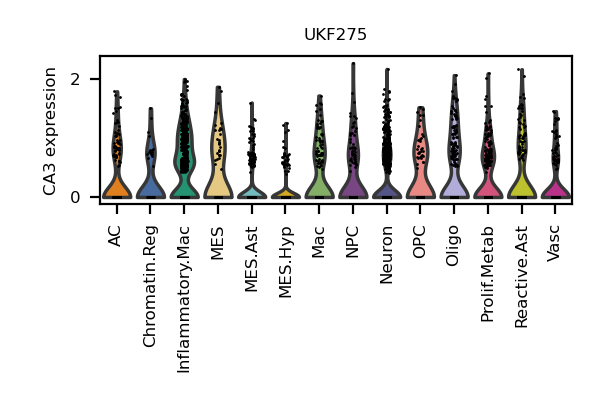 UKF275
CA3 expression
2
0
AC
Chromatin.Reg
Inflammatory.Mac
MES
MES.Ast
MES.Hyp
Mac
NPC
Neuron
OPC
Oligo
Prolif.Metab
Reactive.Ast
Vasc